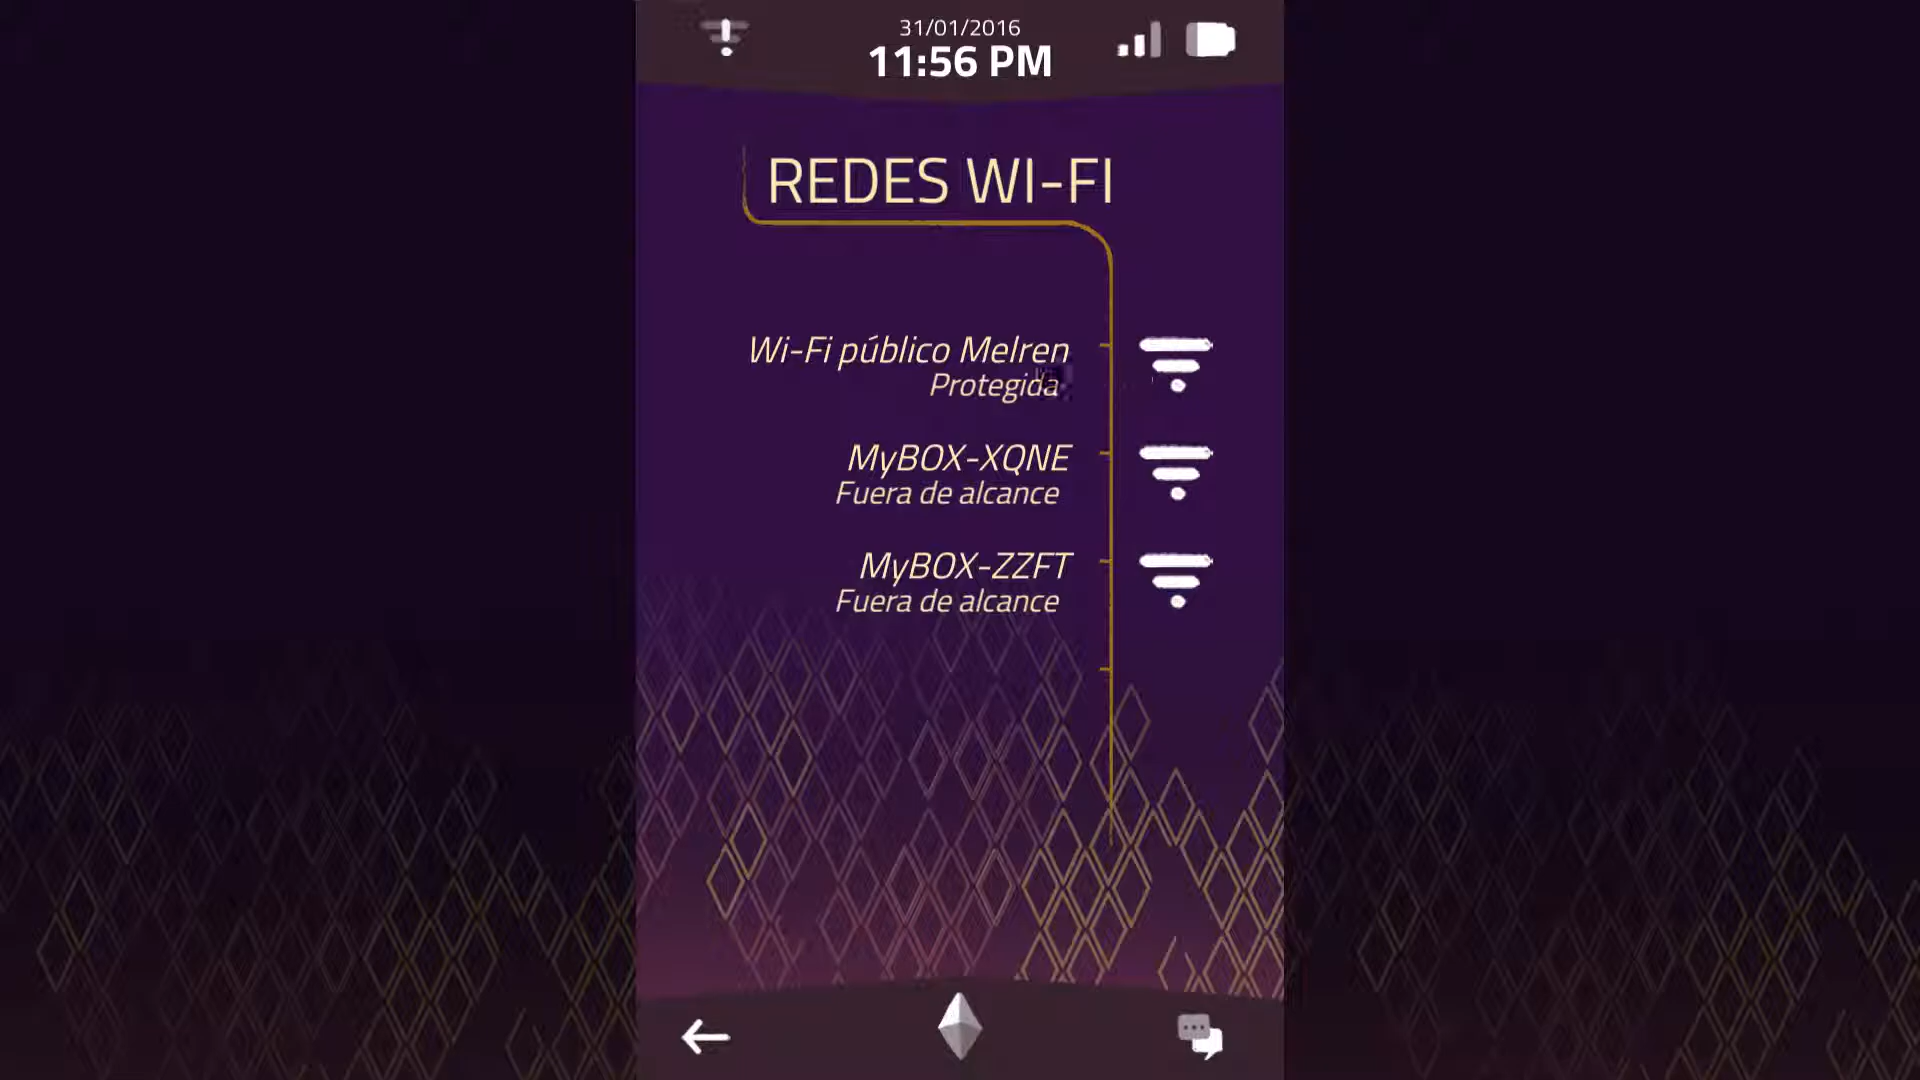 31/01/2016
11:56 PM
REDES WI-FI
Wi-Fi público Melren
Protegida
MyBOX-XQNE
Fuera de alcance
MyBOX-ZZFT
Fuera de alcance